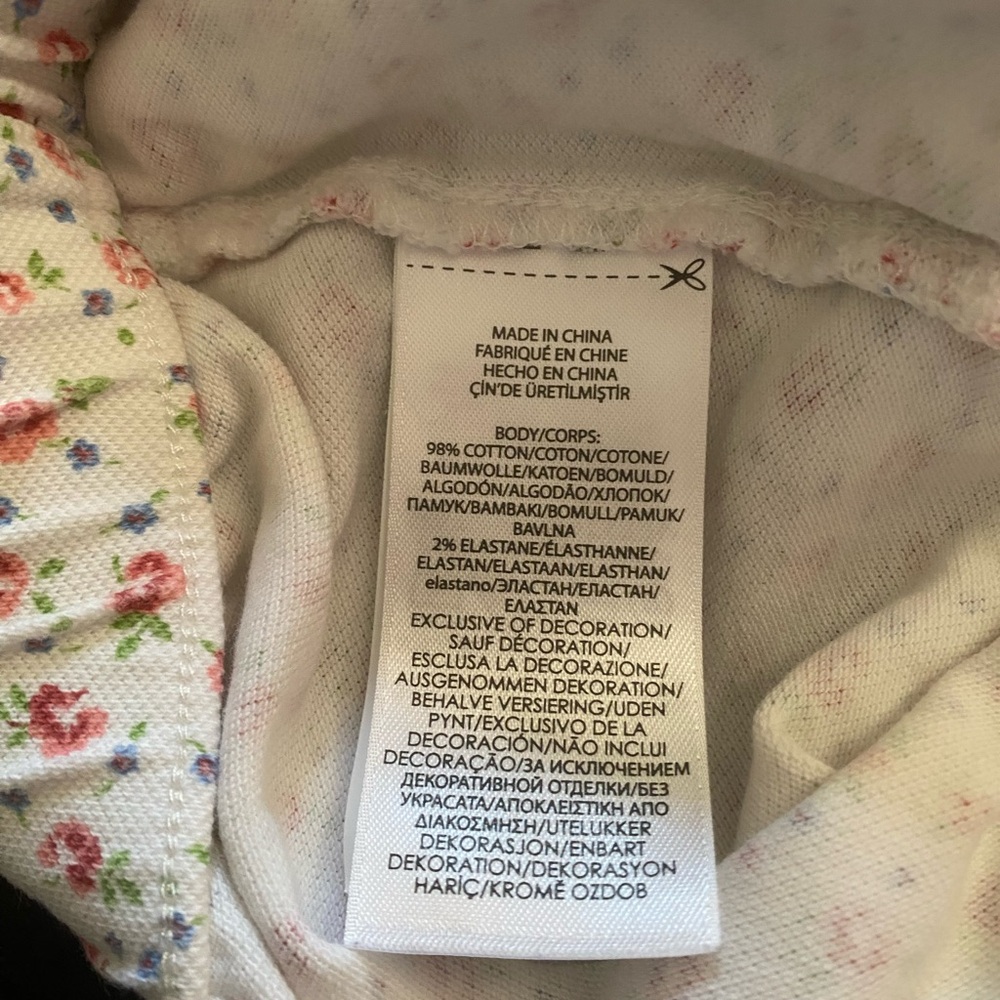 MADE IN CHINA
FABRIQUÉ EN CHINE
HECHO EN CHINA
ÇİN'DE ÜRETİLMİŞTİR
BODY/CORPS:
98% COTTON/COTON/COTONE/
BAUMWOLLE/KATOEN/BOMULD/
ALGODÓN/ALGODÃO/ХЛОПОК/
ПАМУК/ΒΑΜΒΑΚΙ/BOMULL/PAMUK/
BAVLNA
2% ELASTANE/ÉLASTHANNE/
ELASTAN/ELASTAAN/ELASTHAN/
elastano/ЭЛАСТАН/ЕЛАСТАН/
ΕΛΑΣΤΑΝ
EXCLUSIVE OF DECORATION/
SAUF DÉCORATION/
ESCLUSA LA DECORAZIONE/
AUSGENOMMEN DEKORATION/
BEHALVE VERSIERING/UDEN
PYNT/EXCLUSIVO DE LA
DECORACIÓN/NÃO INCLUI
DECORAÇÃO/ЗА ИСКЛЮЧЕНИЕМ
ДЕКОРАТИВНОЙ ОТДЕЛКИ/БЕЗ
УКРАСАТА/ΑΠΟΚΛΕΙΣΤΙΚΗ ΑΠΟ
ΔΙΑΚΟΣΜΗΣΗ/UTELUKKER
DEKORASJON/ENBART
DEKORATION/DEKORASYON
HARİÇ/KROMĚ OZDOB